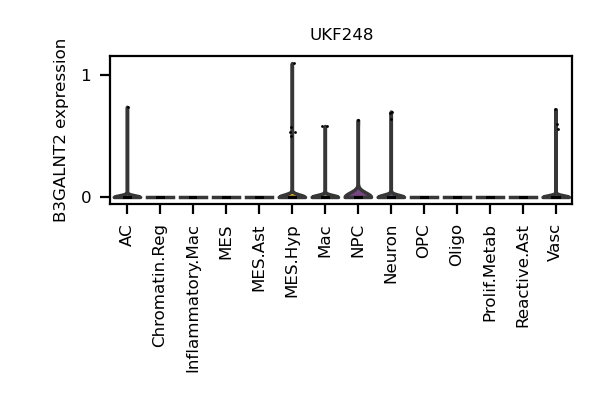 UKF248
B3GALNT2 expression
1
0
AC
Chromatin.Reg
Inflammatory.Mac
MES
MES.Ast
MES.Hyp
Mac
NPC
Neuron
OPC
Oligo
Prolif.Metab
Reactive.Ast
Vasc